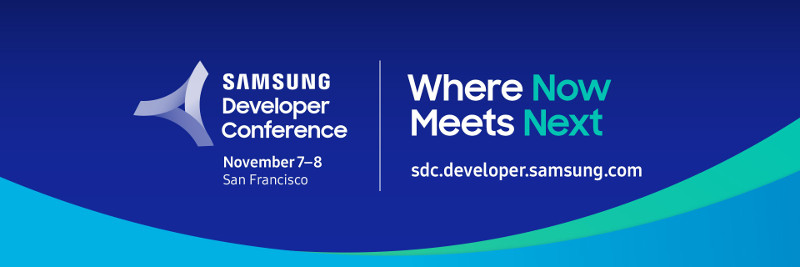 SAMSUNG
Developer
Conference
November 7–8
San Francisco
Where Now
Meets Next
sdc.developer.samsung.com